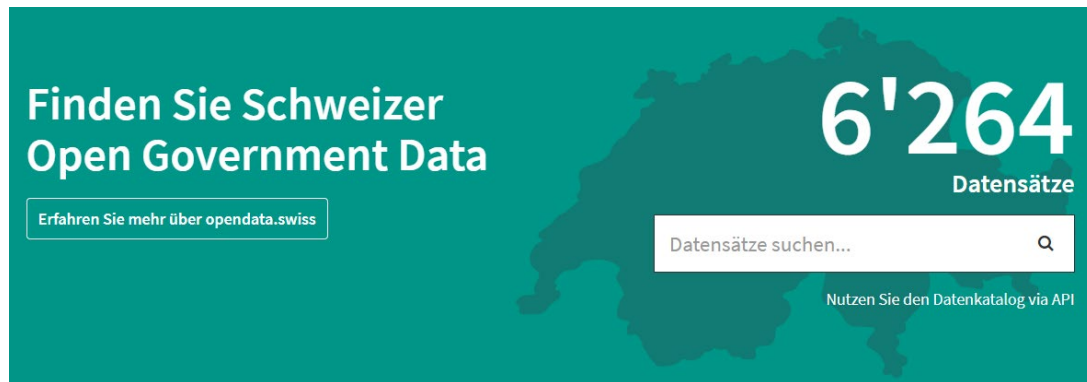 Finden Sie Schweizer
Open Government Data
Erfahren Sie mehr über opendata.swiss
6'264
Datensätze
Datensätze suchen...
Nutzen Sie den Datenkatalog via API